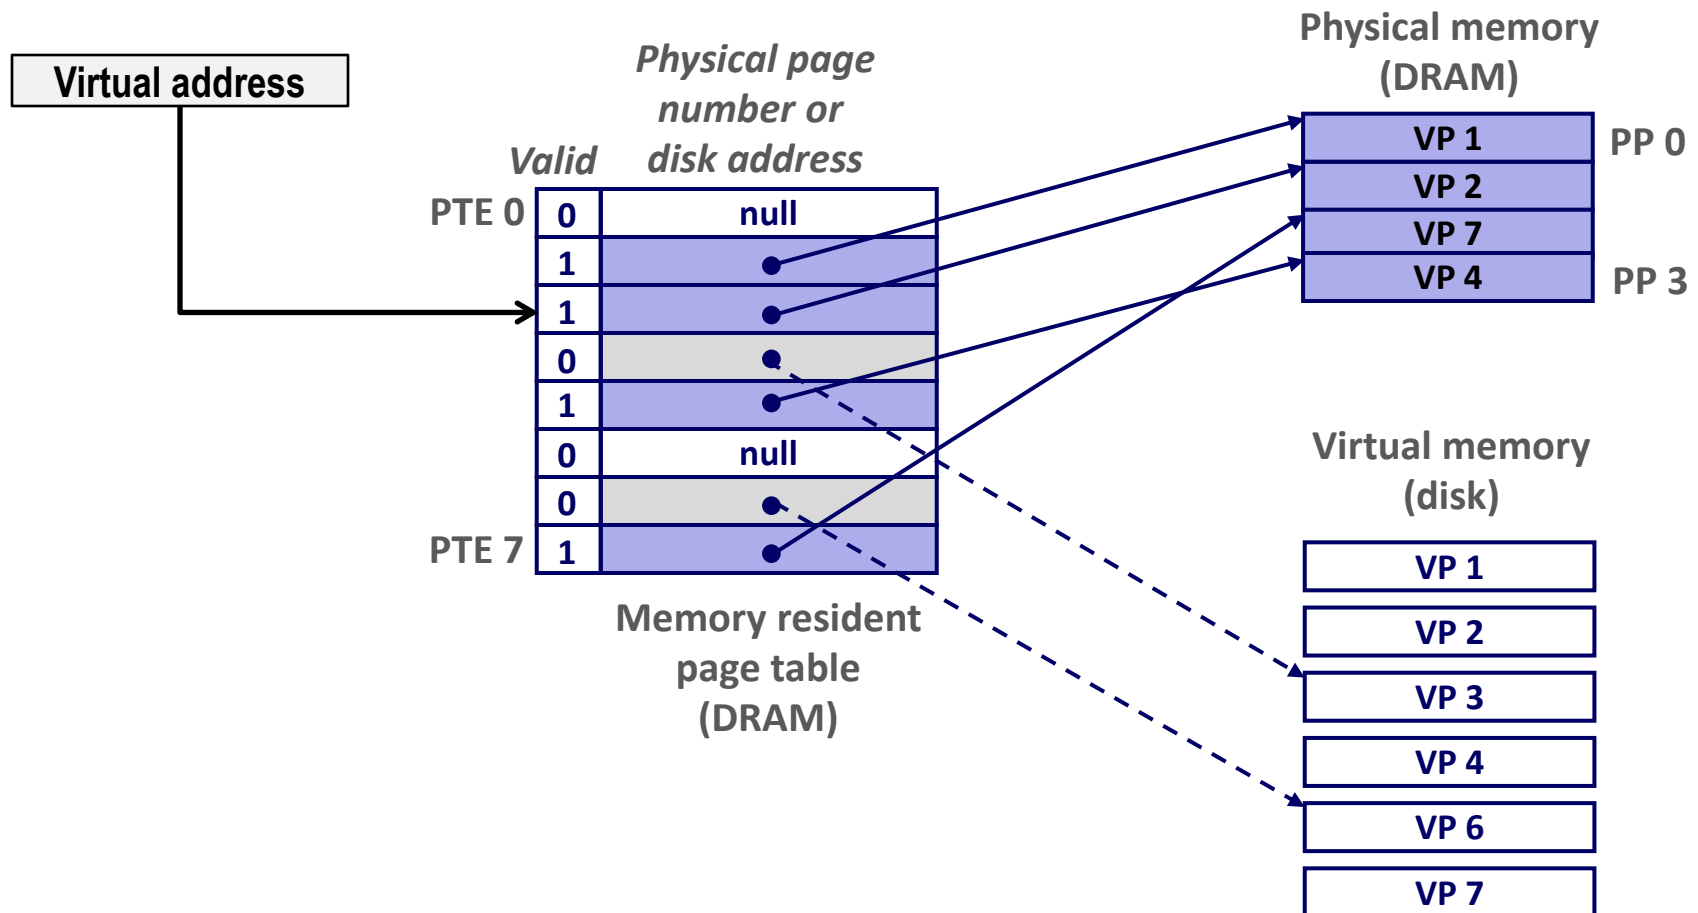 Virtual address
Physical page
number or
disk address
Valid
PTE 0
0
null
1
1
0
1
0
null
0
PTE 7
1
Memory resident
page table
(DRAM)
Physical memory
(DRAM)
VP 1
PP 0
VP 2
VP 7
VP 4
PP 3
Virtual memory
(disk)
VP 1
VP 2
VP 3
VP 4
VP 6
VP 7